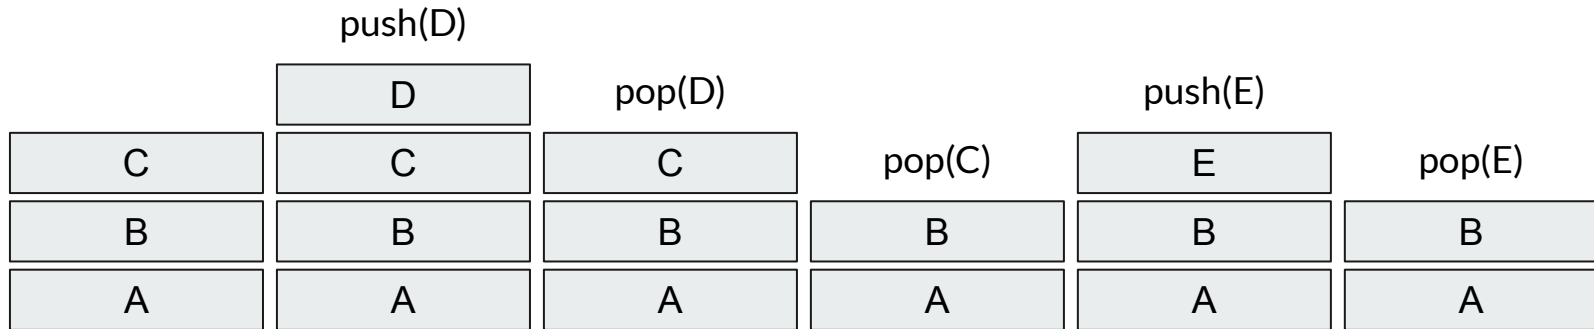 push(D)
D pop(D) push(E)
C C C pop(C) E pop(E)
B B B B B B
A A A A A A